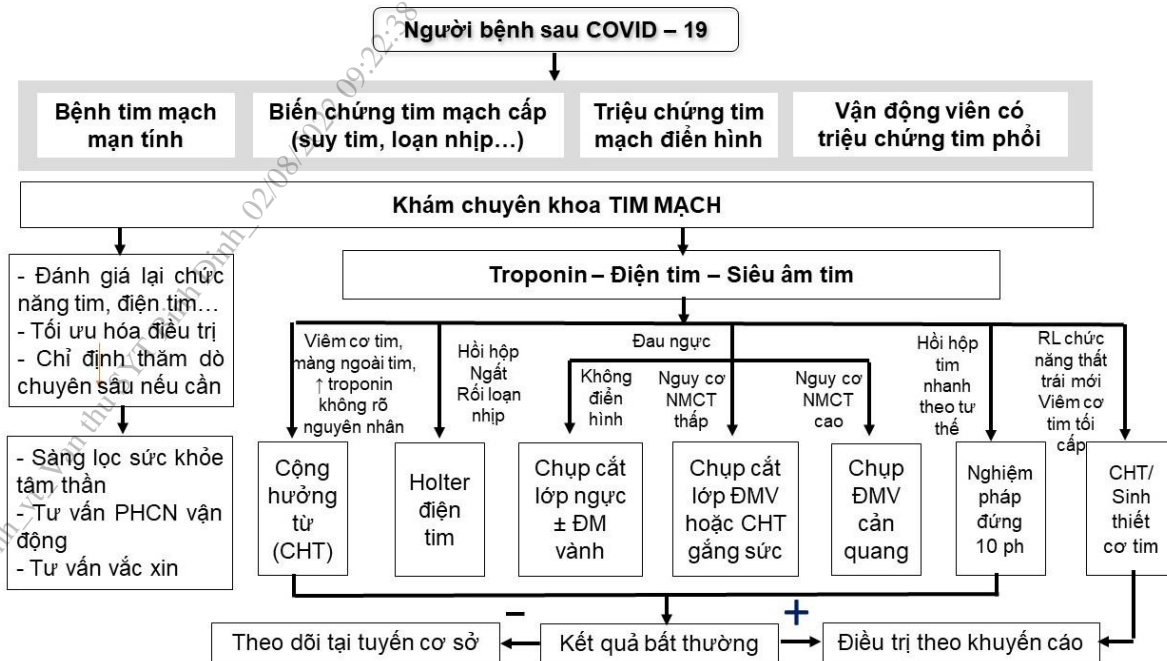 Người bệnh sau COVID – 19
Bệnh tim mạch
mạn tính
Biến chứng tim mạch cấp
(suy tim, loạn nhịp...)
Triệu chứng tim
mạch điển hình
Vận động viên có
triệu chứng tim phổi
Khám chuyên khoa TIM MẠCH
- Đánh giá lại chức
năng tim, điện tim...
- Tối ưu hóa điều trị
- Chỉ định thăm dò
chuyên sâu nếu cần
- Sàng lọc sức khỏe
tâm thần
- Tư vấn PHCN vận
động
- Tư vấn vắc xin
Troponin – Điện tim – Siêu âm tim
Viêm cơ tim,
màng ngoài tim,
↑ troponin
không rõ
nguyên nhân
Hồi hộp
Ngất
Rối loạn
nhịp
Đau ngực
Không điển
hình
Nguy cơ
NMCT
thấp
Nguy cơ
NMCT
cao
Hồi hộp
tim
nhanh
theo tư
thế
RL chức
năng thất
trái mới
Viêm cơ
tim tối
cấp
Cộng
hưởng
từ
(CHT)
Holter
điện
tim
Chụp cắt
lớp ngực
± ĐM
vành
Chụp cắt
lớp ĐMV
hoặc CHT
gắng sức
Chụp
ĐMV
cản
quang
Nghiệm
pháp
đứng
10 ph
CHT/
Sinh
thiết
cơ tim
Theo dõi tại tuyến cơ sở
–
Kết quả bất thường
+
Điều trị theo khuyến cáo
02/08/2022 09:22:38